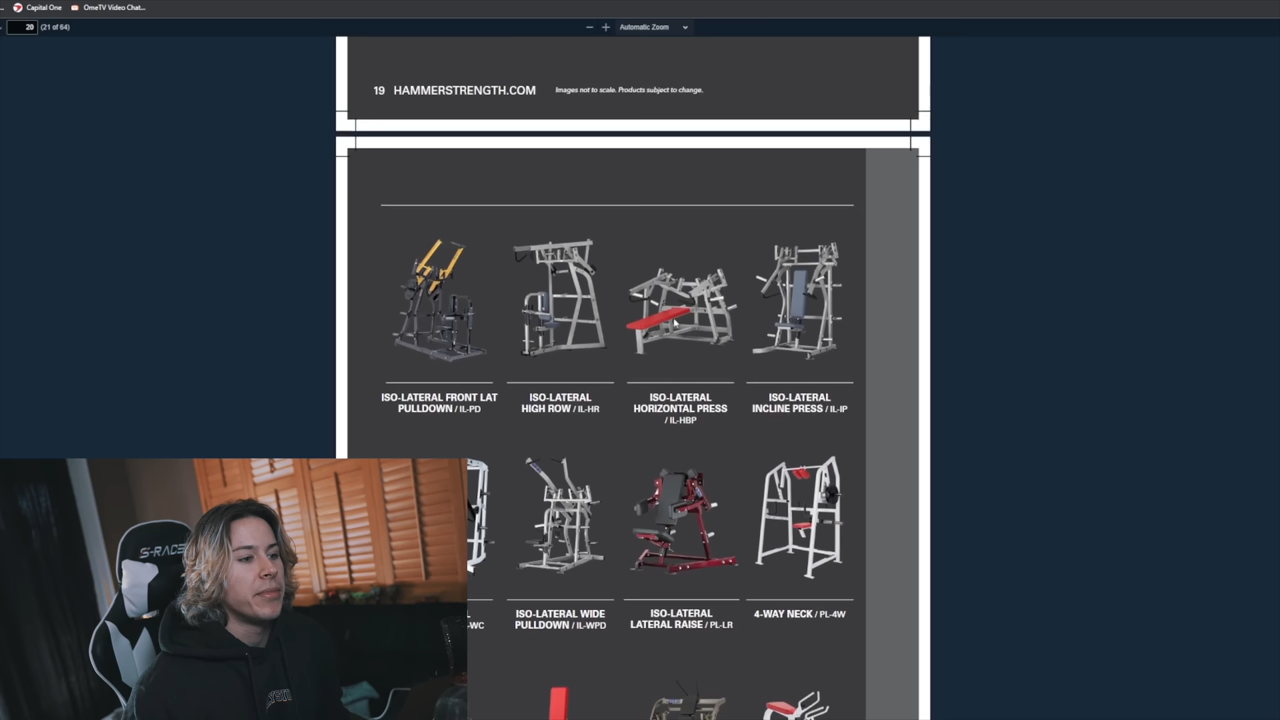 Capital One
OmeTV Video Chat...
20
(21 of 64)
Automatic Zoom
19 HAMMERSTRENGTH.COM
Images not to scale. Products subject to change.
ISO-LATERAL FRONT LAT
PULLDOWN / IL-PD
ISO-LATERAL
HIGH ROW / IL-HR
ISO-LATERAL
HORIZONTAL PRESS
/ IL-HBP
ISO-LATERAL
INCLINE PRESS / IL-IP
L
-WC
ISO-LATERAL WIDE
PULLDOWN / IL-WPD
ISO-LATERAL
LATERAL RAISE / PL-LR
4-WAY NECK / PL-4W
S-RACE